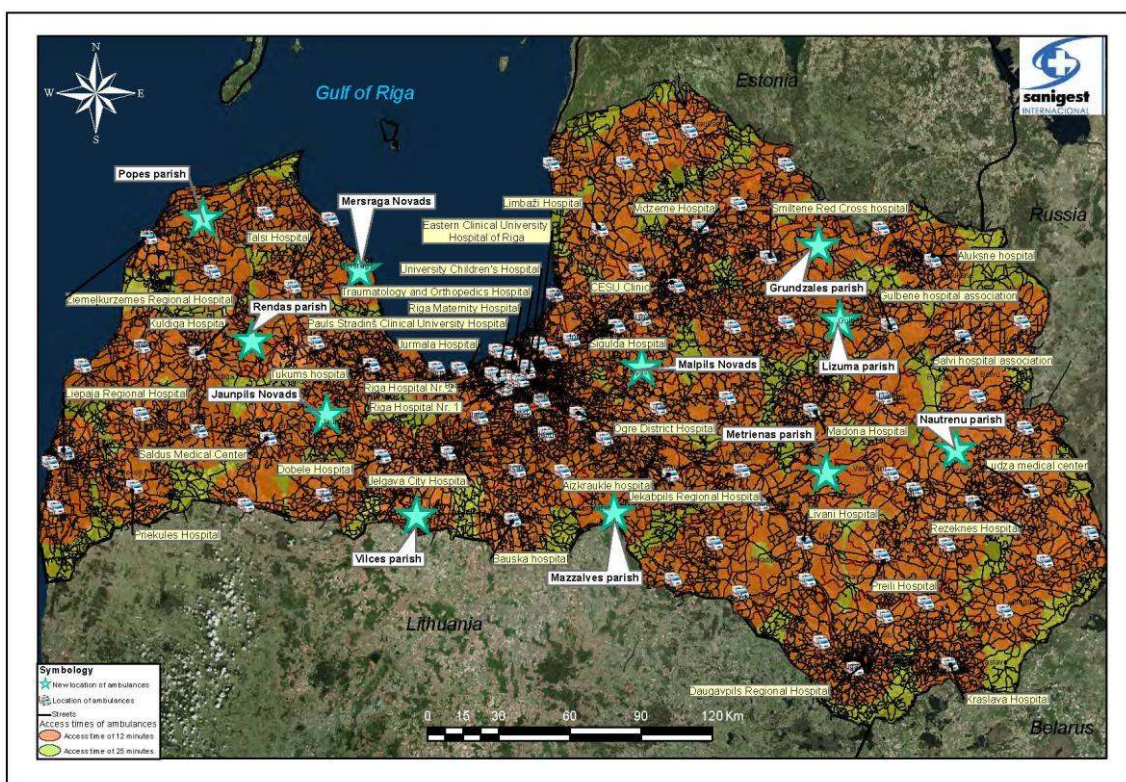 N
W
E
S
Gulf of Riga
Estonia
sanigest
INTERNACIONAL
Russia
Popes parish
Mersraga Novads
Limbaži Hospital
Vidzeme Hospital
Smiltene Red Cross hospital
Talsi Hospital
Eastern Clinical University
Hospital of Riga
Aluksne hospital
University Children's Hospital
CESU Clinic
Grundzales parish
Ziemelkurzemes Regional Hospital
Traumatology and Orthopedics Hospital
Gulbene hospital association
Rendas parish
Riga Maternity Hospital
Kuldiga Hospital
Pauls Stradinš Clinical University Hospital
Jurmala Hospital
Sigulda Hospital
Malpils Novads
Lizuma parish
Balvi hospital association
Tukums hospital
Riga Hospital Nr. 2
Liepaja Regional Hospital
Jaunpils Novads
Riga Hospital Nr. 1
Ogre District Hospital
Metrienas parish
Madona Hospital
Nautrenu parish
Saldus Medical Center
Dobele Hospital
Ludza medical center
Jelgava City Hospital
Aizkraukle hospital
Jekabpils Regional Hospital
Livani Hospital
Rezeknes Hospital
Priekules Hospital
Vilces parish
Bauska hospital
Mazzalves parish
Preili Hospital
Lithuania
Daugavpils Regional Hospital
Kraslava Hospital
Belarus
Symbology
New location of ambulances
Location of ambulances
Streets
Access times of ambulances
Access time of 12 minutes
Access time of 25 minutes
0 15 30 60 90 120 Km